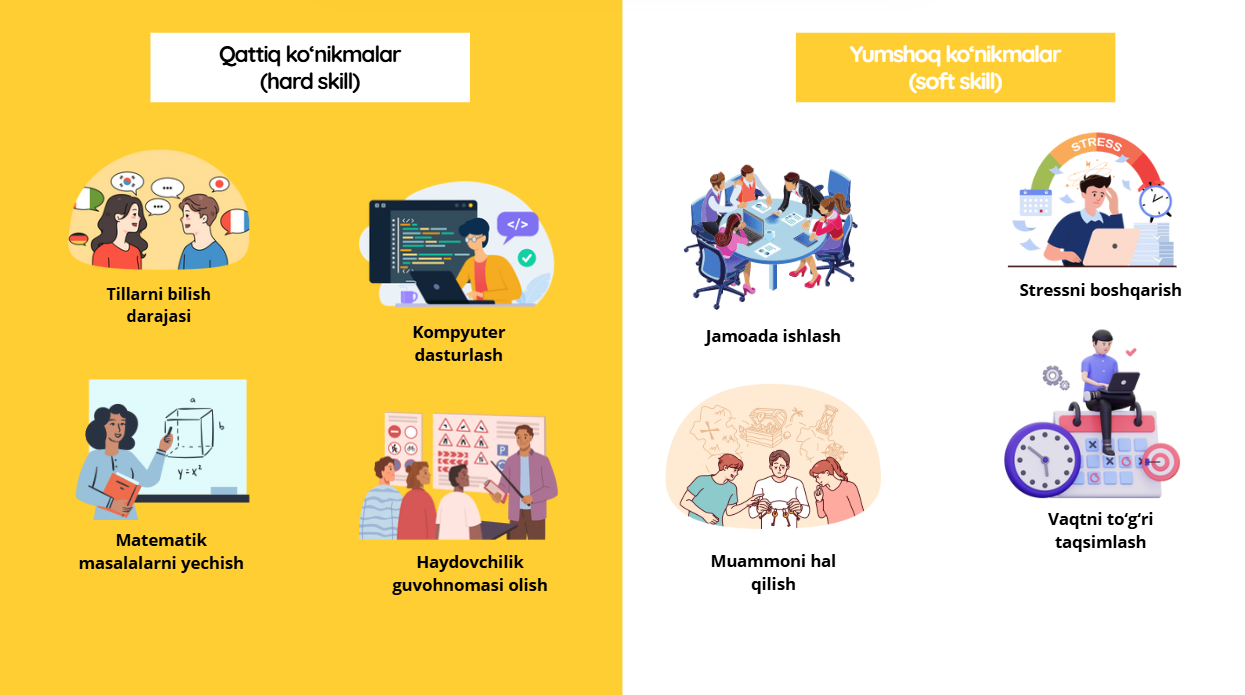 Qattiq ko‘nikmalar
(hard skill)
Tillarni bilish
darajasi
</>
Kompyuter
dasturlash
a
b
y=x²
Matematik
masalalarni yechish
P
Haydovchilik
guvohnomasi olish
Yumshoq ko‘nikmalar
(soft skill)
Jamoada ishlash
STRESS
Stressni boshqarish
Muammoni hal
qilish
Vaqtni to‘g‘ri
taqsimlash